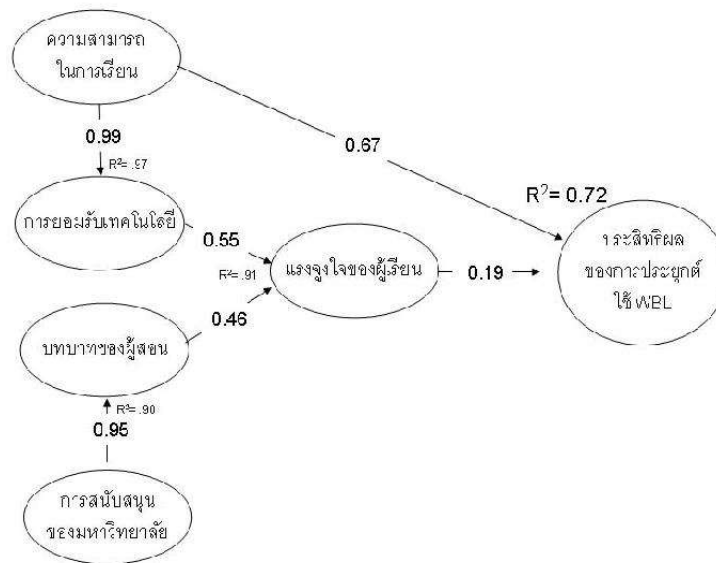 ความสามารถ
ในการเรียน
0.99
R²= .97
0.67
R²= 0.72
การยอมรับเทคโนโลยี
0.55
R²= .91
แรงจูงใจของผู้เรียน
0.19
ประสิทธิผล
ของการประยุกต์
ใช้ WBL
0.46
บทบาทของผู้สอน
R²= .90
0.95
การสนับสนุน
ของมหาวิทยาลัย